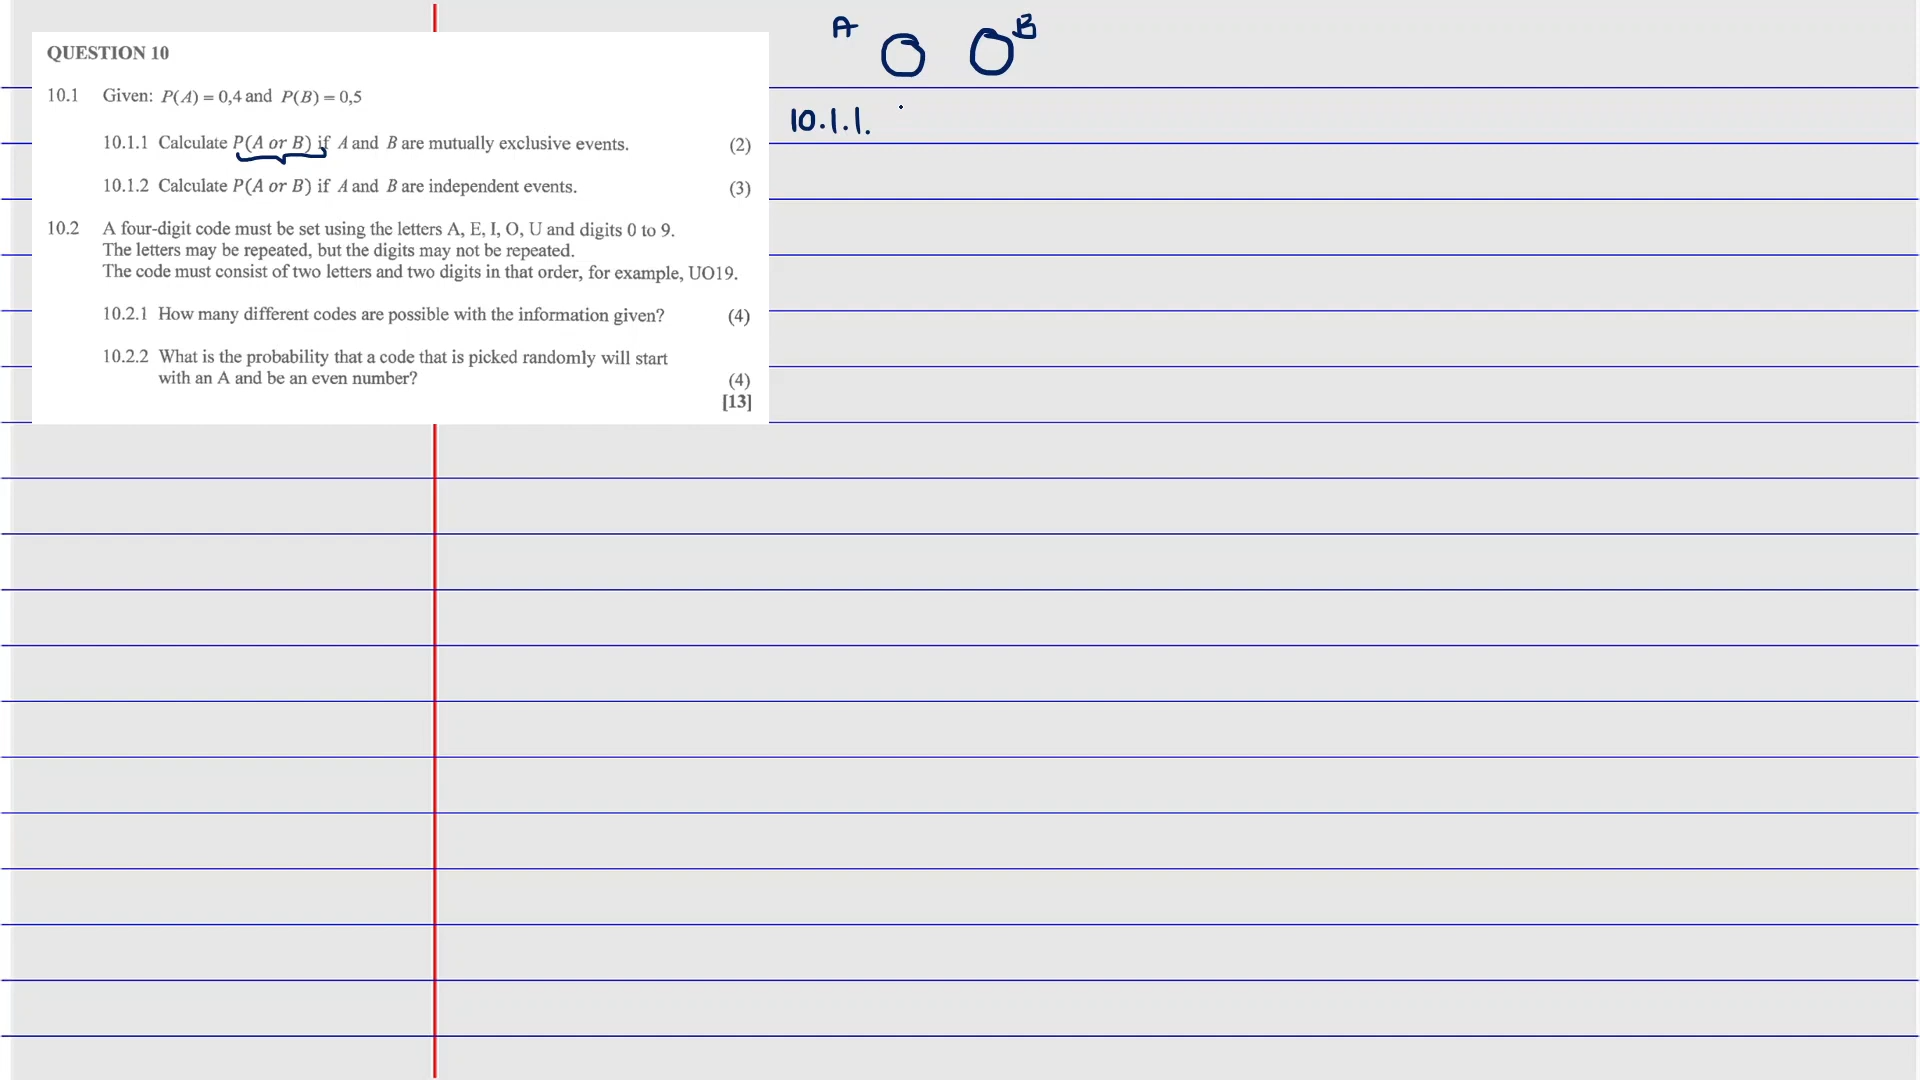 QUESTION 10
10.1 Given: P(A) = 0,4 and P(B) = 0,5
10.1.1 Calculate P(A or B) if A and B are mutually exclusive events. (2)
10.1.2 Calculate P(A or B) if A and B are independent events. (3)
10.2 A four-digit code must be set using the letters A, E, I, O, U and digits 0 to 9.
The letters may be repeated, but the digits may not be repeated.
The code must consist of two letters and two digits in that order, for example, UO19.
10.2.1 How many different codes are possible with the information given? (4)
10.2.2 What is the probability that a code that is picked randomly will start
with an A and be an even number? (4)
[13]
A B
10.1.1.